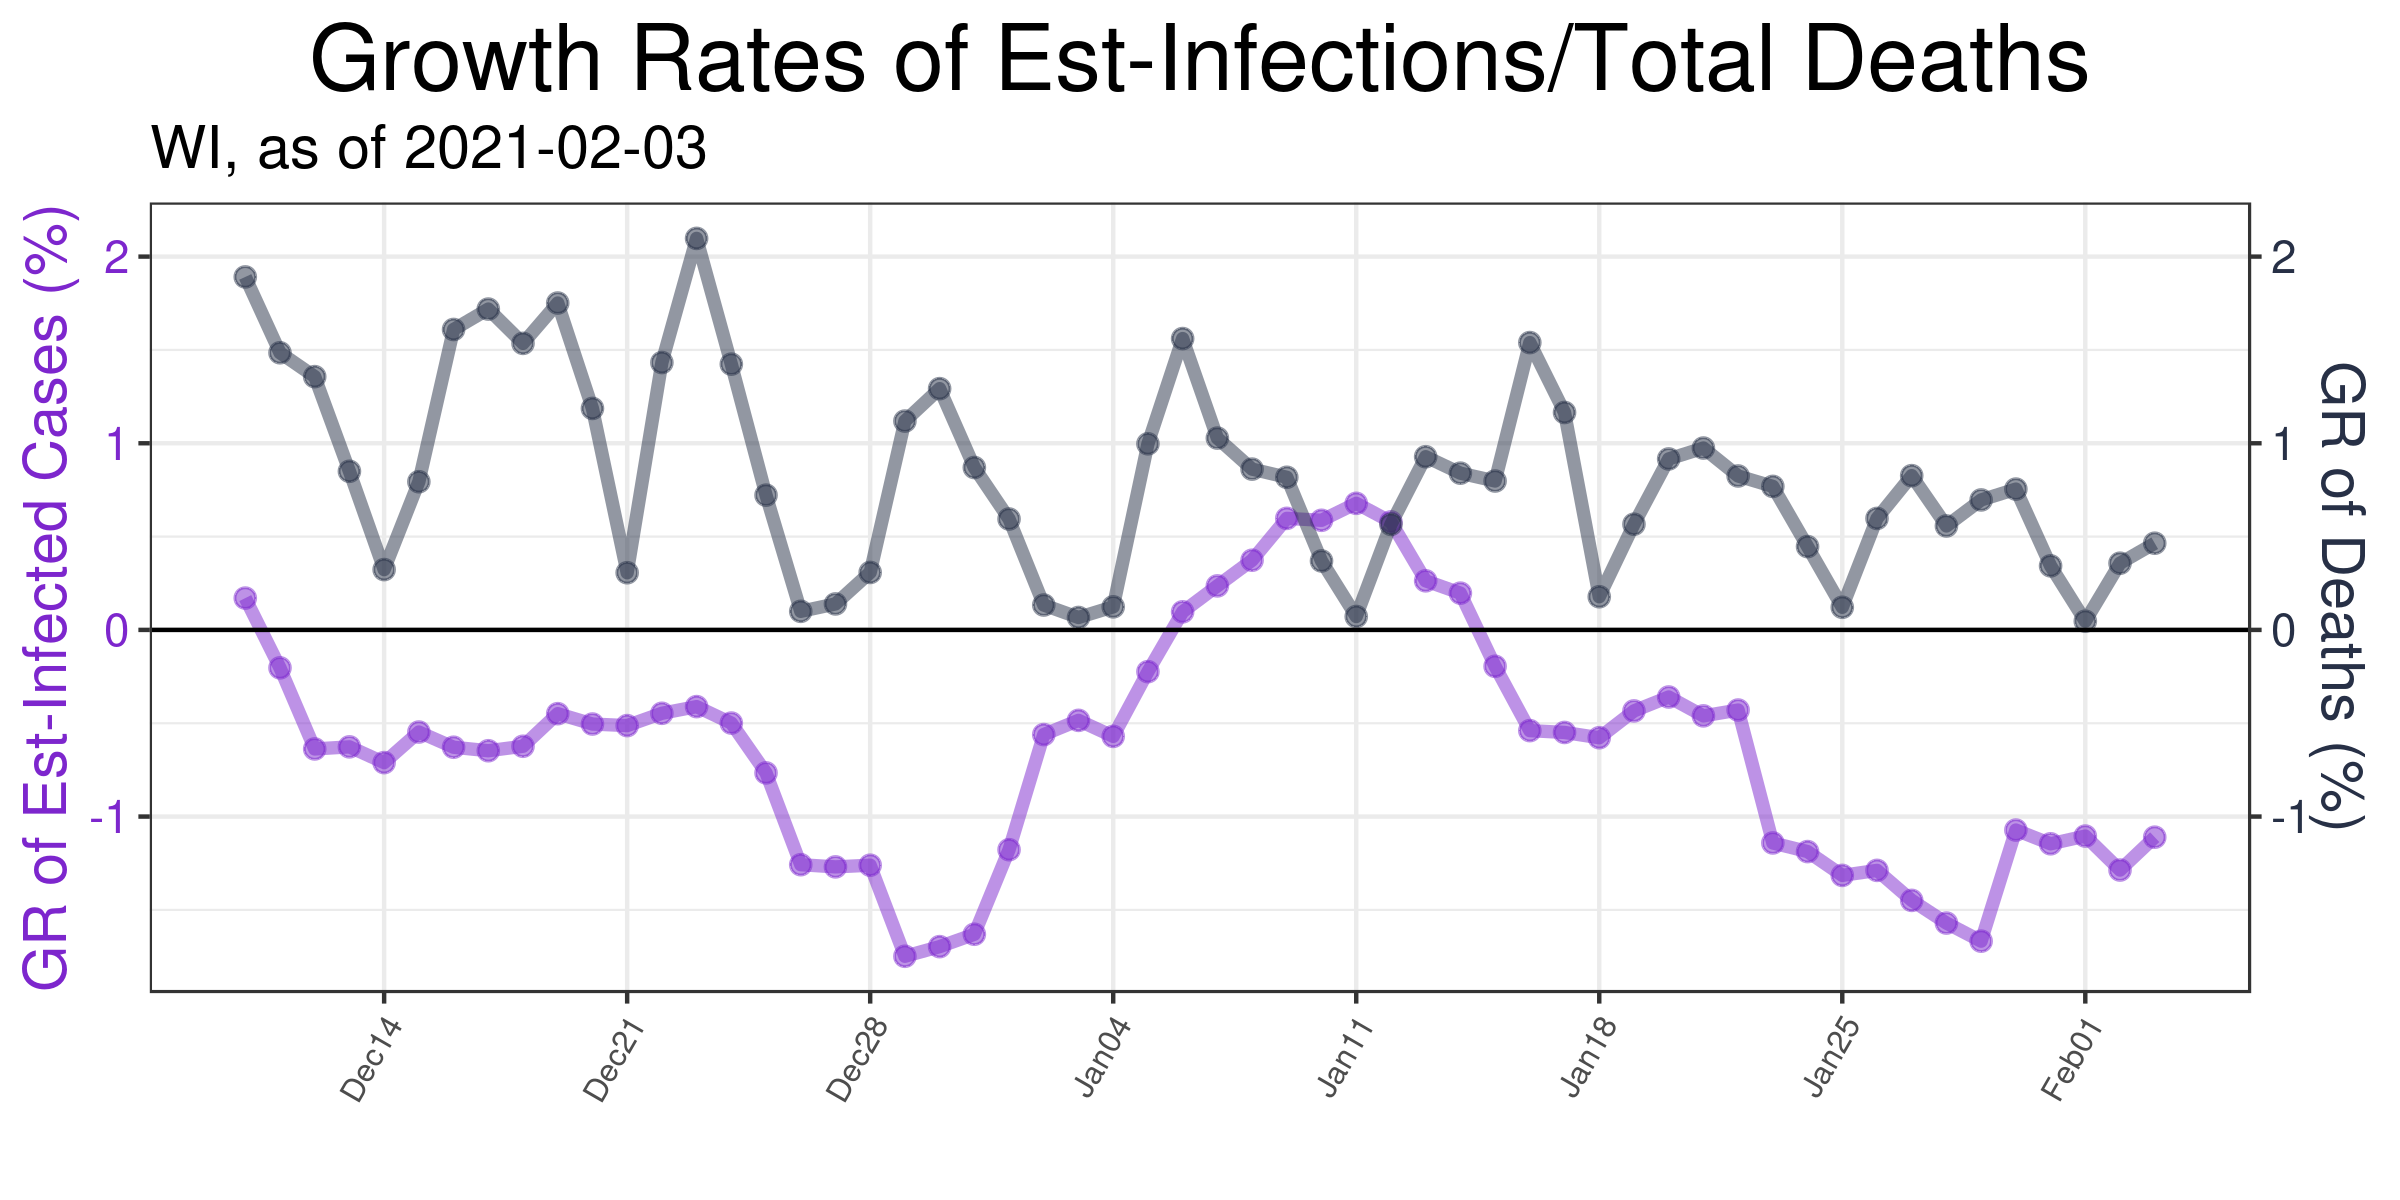 Growth Rates of Est-Infections/Total Deaths
WI, as of 2021-02-03
GR of Est-Infected Cases (%)
2
1
0
-1
2
1
0
-1
GR of Deaths (%)
Dec14
Dec21
Dec28
Jan04
Jan11
Jan18
Jan25
Feb01